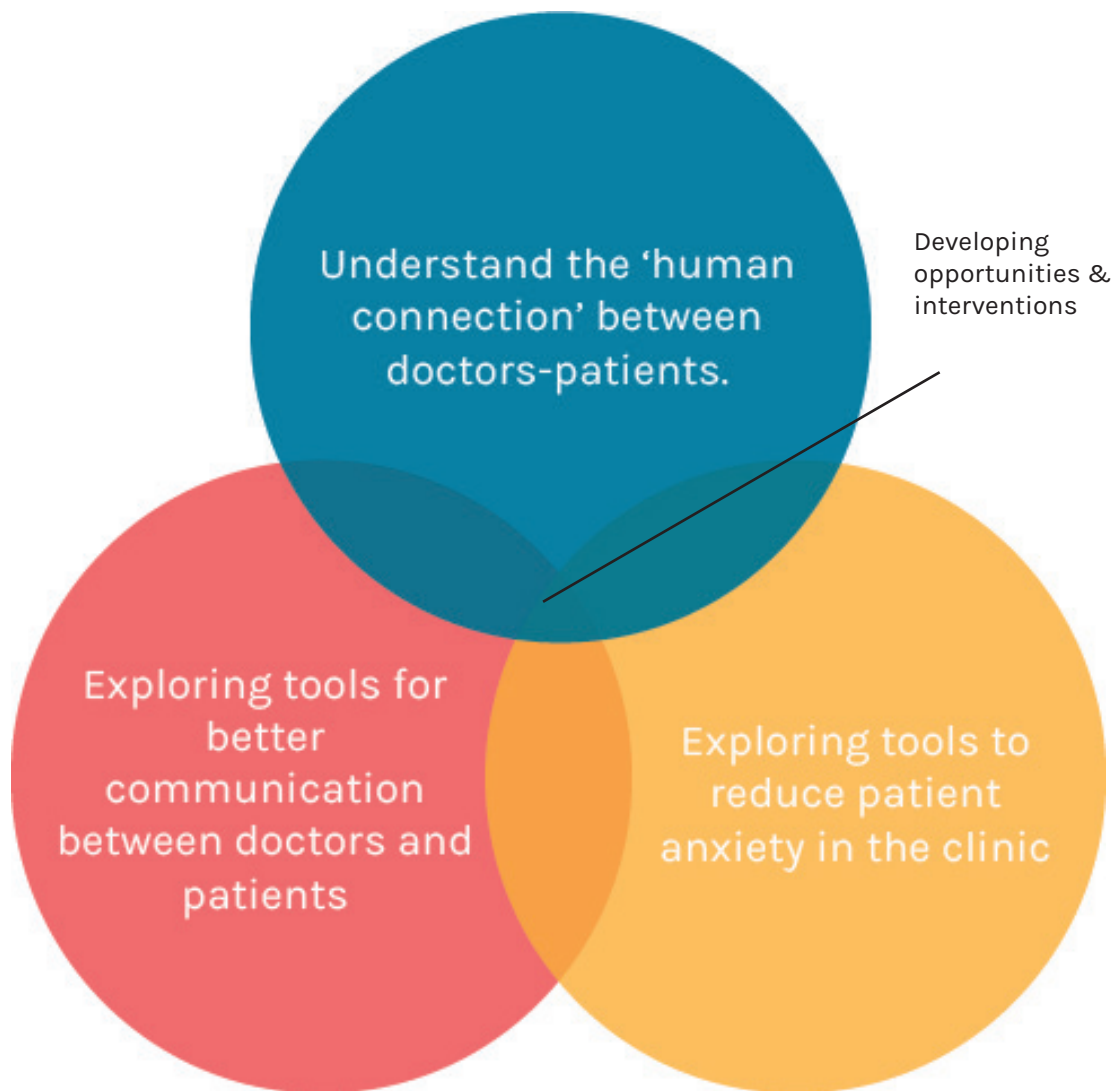 Understand the ‘human
connection’ between
doctors-patients.
Developing
opportunities &
interventions
Exploring tools for
better
communication
between doctors and
patients
Exploring tools to
reduce patient
anxiety in the clinic